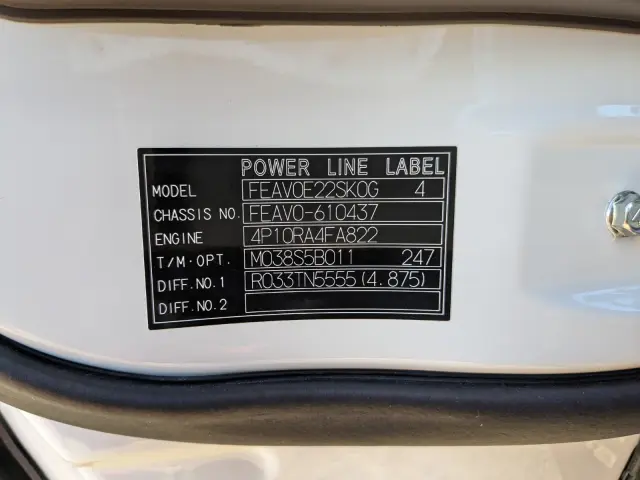 POWER LINE LABEL
MODEL FEAV0E22SK0G 4
CHASSIS NO. FEAV0-610437
ENGINE 4P10RA4FA822
T/M·OPT. M038S5B011 247
DIFF.NO.1 R033TN5555(4.875)
DIFF.NO.2